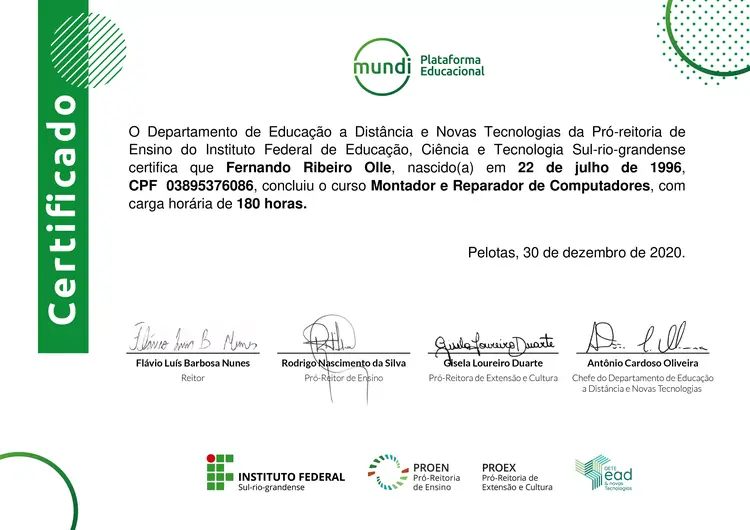 Certificado
mundi
Plataforma
Educacional
O Departamento de Educação a Distância e Novas Tecnologias da Pró-reitoria de
Ensino do Instituto Federal de Educação, Ciência e Tecnologia Sul-rio-grandense
certifica que Fernando Ribeiro Olle, nascido(a) em 22 de julho de 1996,
CPF 03895376086, concluiu o curso Montador e Reparador de Computadores, com
carga horária de 180 horas.
Pelotas, 30 de dezembro de 2020.
Flávio Luís Barbosa Nunes
Reitor
Rodrigo Nascimento da Silva
Pró-Reitor de Ensino
Gisela Loureiro Duarte
Gisela Loureiro Duarte
Pró-Reitora de Extensão e Cultura
Antônio Cardoso Oliveira
Chefe do Departamento de Educação
a Distância e Novas Tecnologias
INSTITUTO FEDERAL
Sul-rio-grandense
PROEN
Pró-Reitoria
de Ensino
PROEX
Pró-Reitoria de
Extensão e Cultura
DETE
ead
& novas
Tecnologias